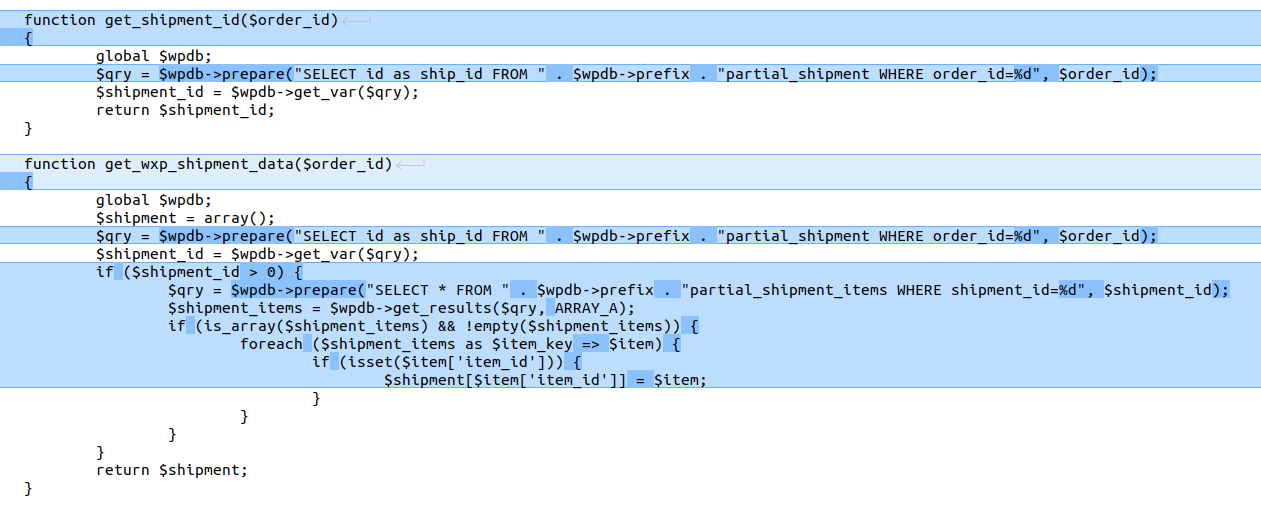 function get_shipment_id($order_id)
{
global $wpdb;
$qry = $wpdb->prepare("SELECT id as ship_id FROM " . $wpdb->prefix . "partial_shipment WHERE order_id=%d", $order_id);
$shipment_id = $wpdb->get_var($qry);
return $shipment_id;
}
function get_wxp_shipment_data($order_id)
{
global $wpdb;
$shipment = array();
$qry = $wpdb->prepare("SELECT id as ship_id FROM " . $wpdb->prefix . "partial_shipment WHERE order_id=%d", $order_id);
$shipment_id = $wpdb->get_var($qry);
if ($shipment_id > 0) {
$qry = $wpdb->prepare("SELECT * FROM " . $wpdb->prefix . "partial_shipment_items WHERE shipment_id=%d", $shipment_id);
$shipment_items = $wpdb->get_results($qry, ARRAY_A);
if (is_array($shipment_items) && !empty($shipment_items)) {
foreach ($shipment_items as $item_key => $item) {
if (isset($item['item_id'])) {
$shipment[$item['item_id']] = $item;
}
}
}
}
return $shipment;
}